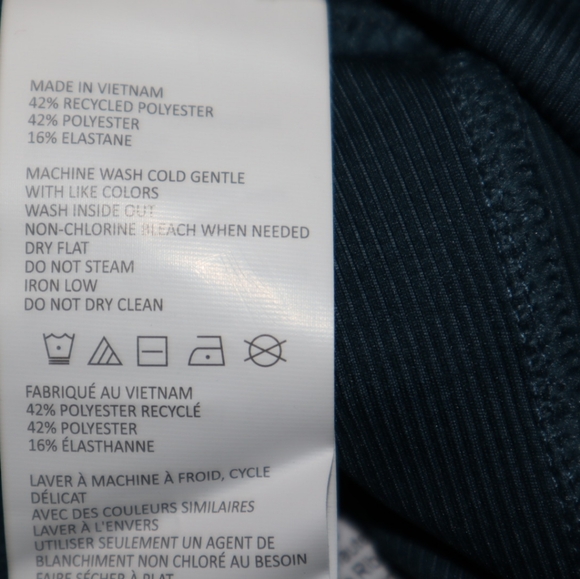 MADE IN VIETNAM
42% RECYCLED POLYESTER
42% POLYESTER
16% ELASTANE
MACHINE WASH COLD GENTLE
WITH LIKE COLORS
WASH INSIDE OUT
NON-CHLORINE BLEACH WHEN NEEDED
DRY FLAT
DO NOT STEAM
IRON LOW
DO NOT DRY CLEAN
FABRIQUÉ AU VIETNAM
42% POLYESTER RECYCLÉ
42% POLYESTER
16% ÉLASTHANNE
LAVER À MACHINE À FROID, CYCLE
DÉLICAT
AVEC DES COULEURS SIMILAIRES
LAVER À L'ENVERS
UTILISER SEULEMENT UN AGENT DE
BLANCHIMENT NON CHLORÉ AU BESOIN
FAIRE SÉCHER À PLAT